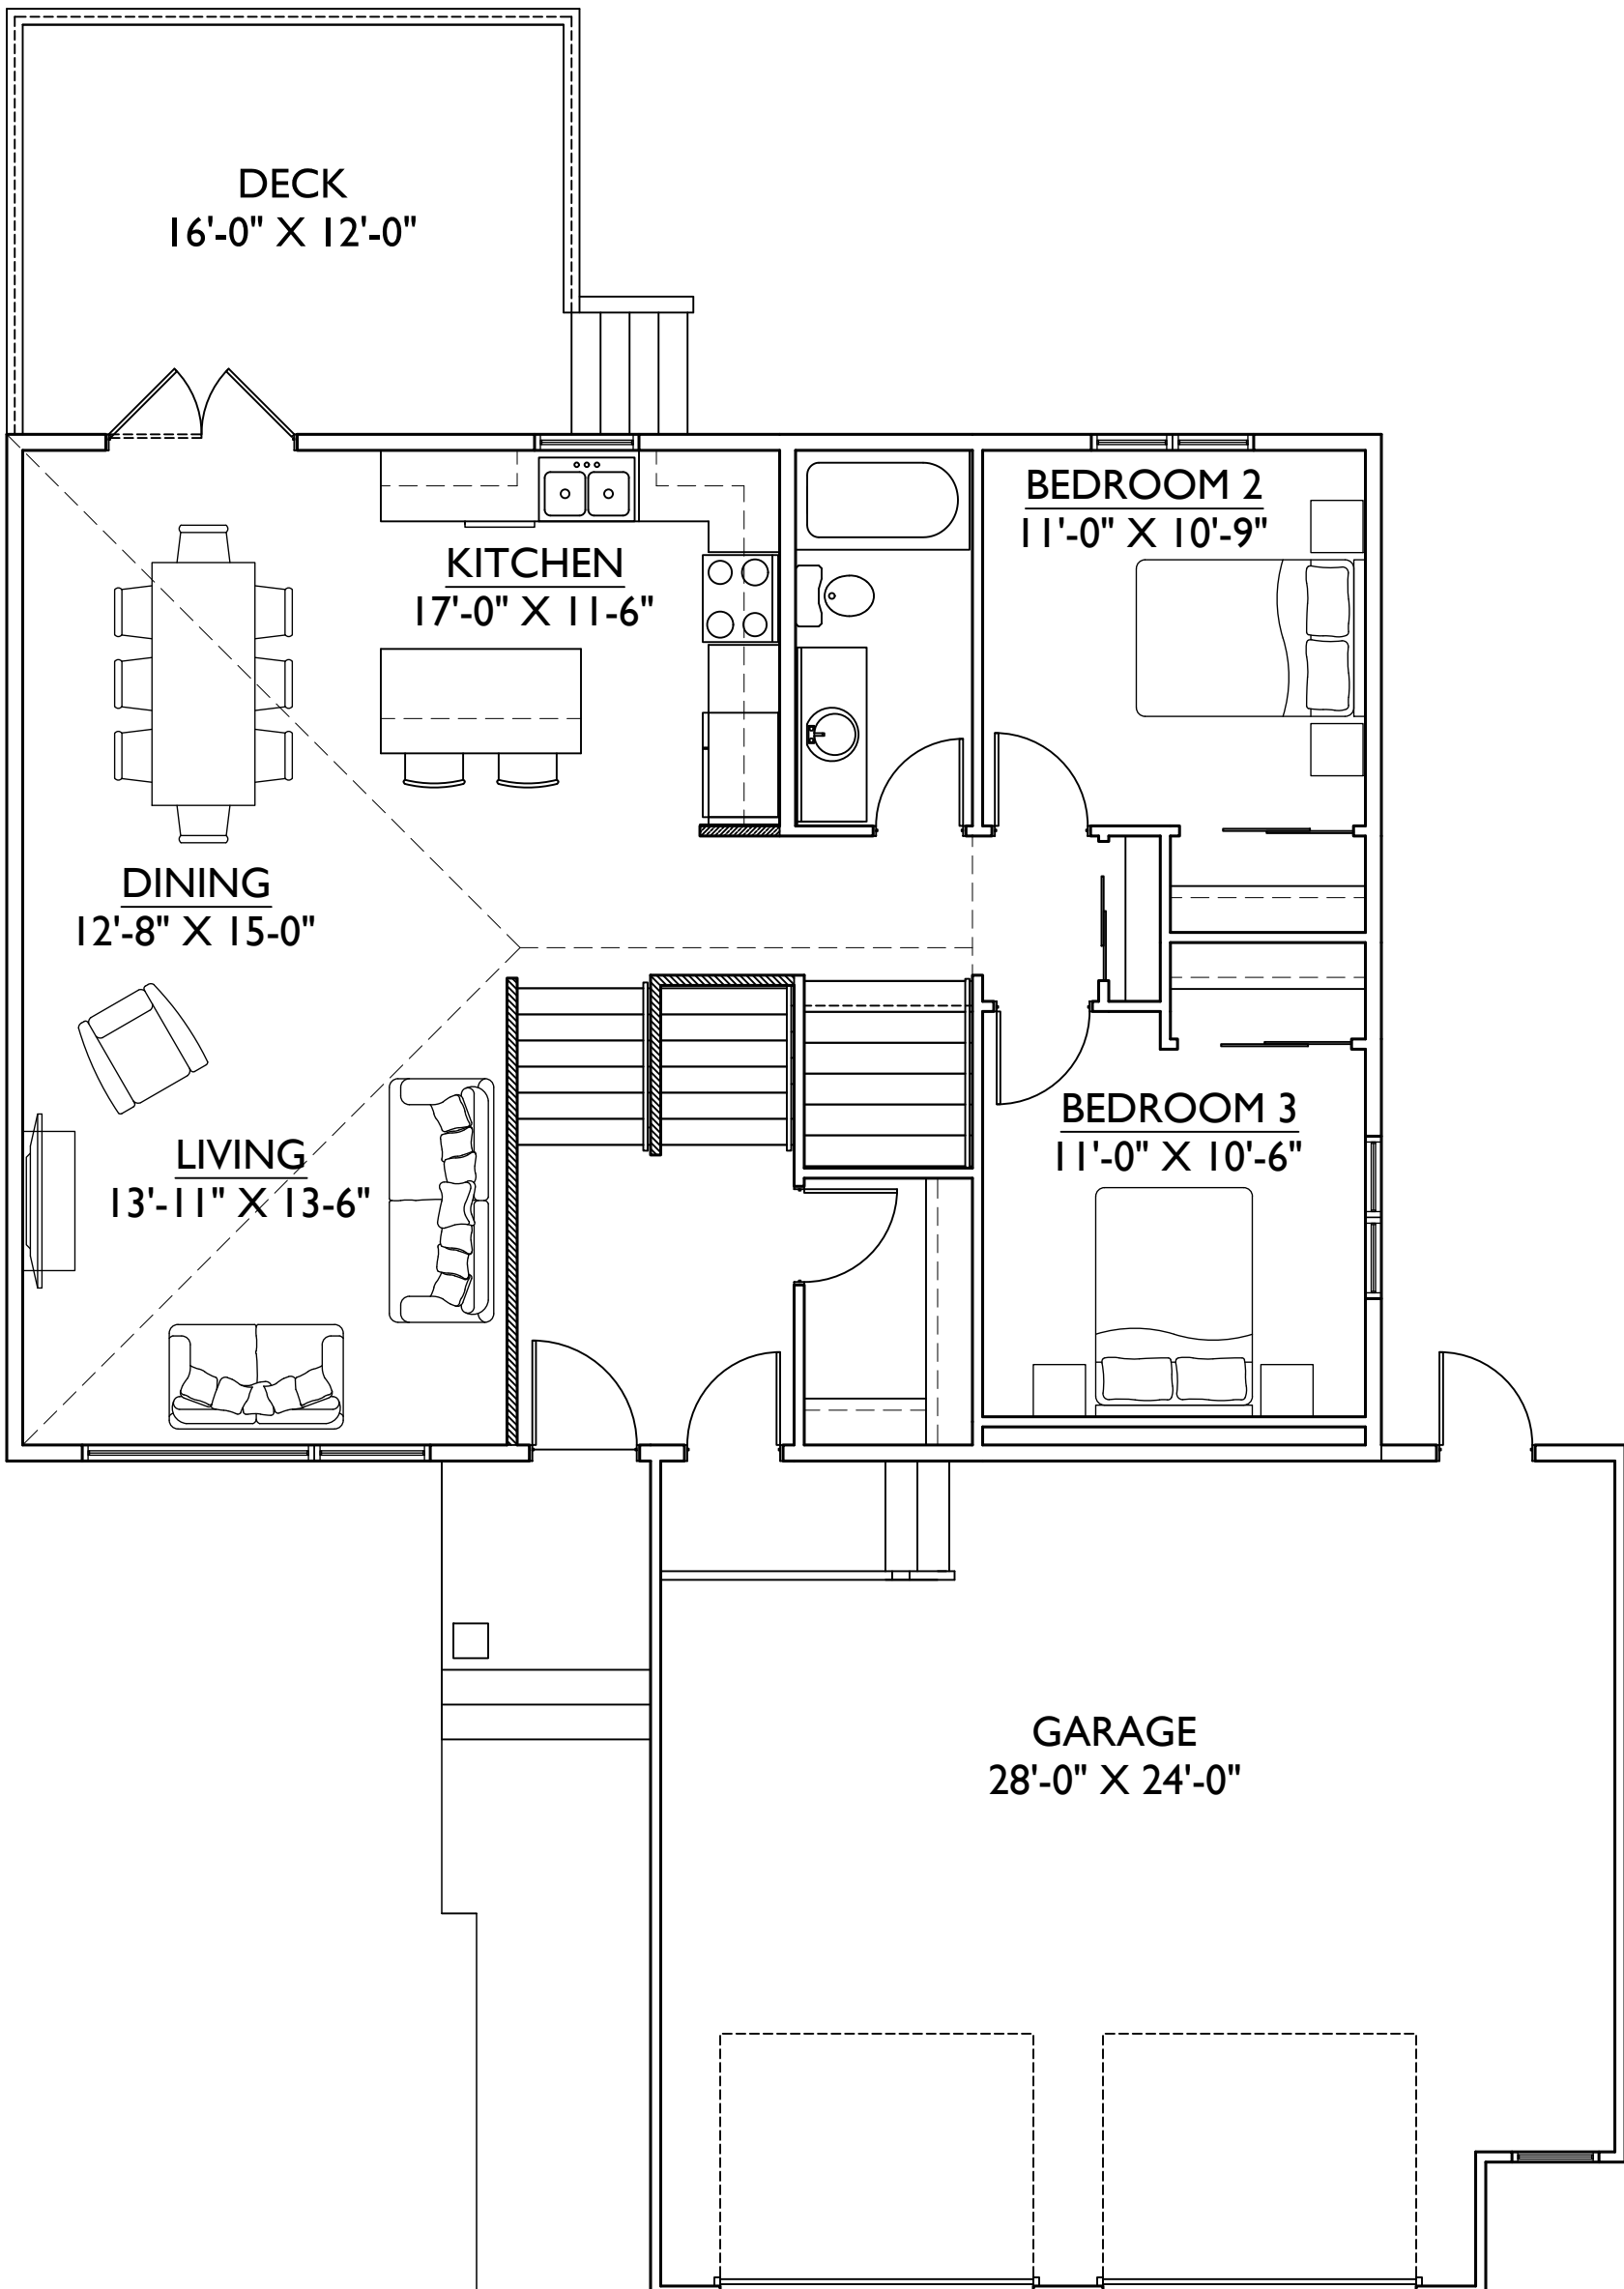 DECK
16'-0" X 12'-0"
BEDROOM 2
11'-0" X 10'-9"
KITCHEN
17'-0" X 11-6"
DINING
12'-8" X 15-0"
BEDROOM 3
11'-0" X 10'-6"
LIVING
13'-11" X 13-6"
GARAGE
28'-0" X 24'-0"